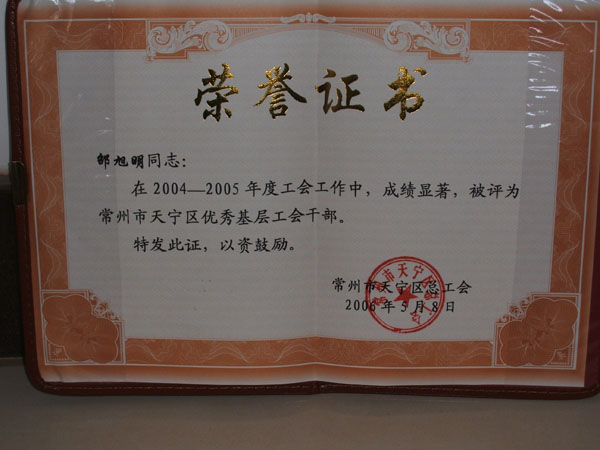 荣誉证书
邹旭明同志：
在2004—2005年度工会工作中，成绩显著，被评为
常州市天宁区优秀基层工会干部。
特发此证，以资鼓励。
常州市天宁区总工会
2006年5月8日